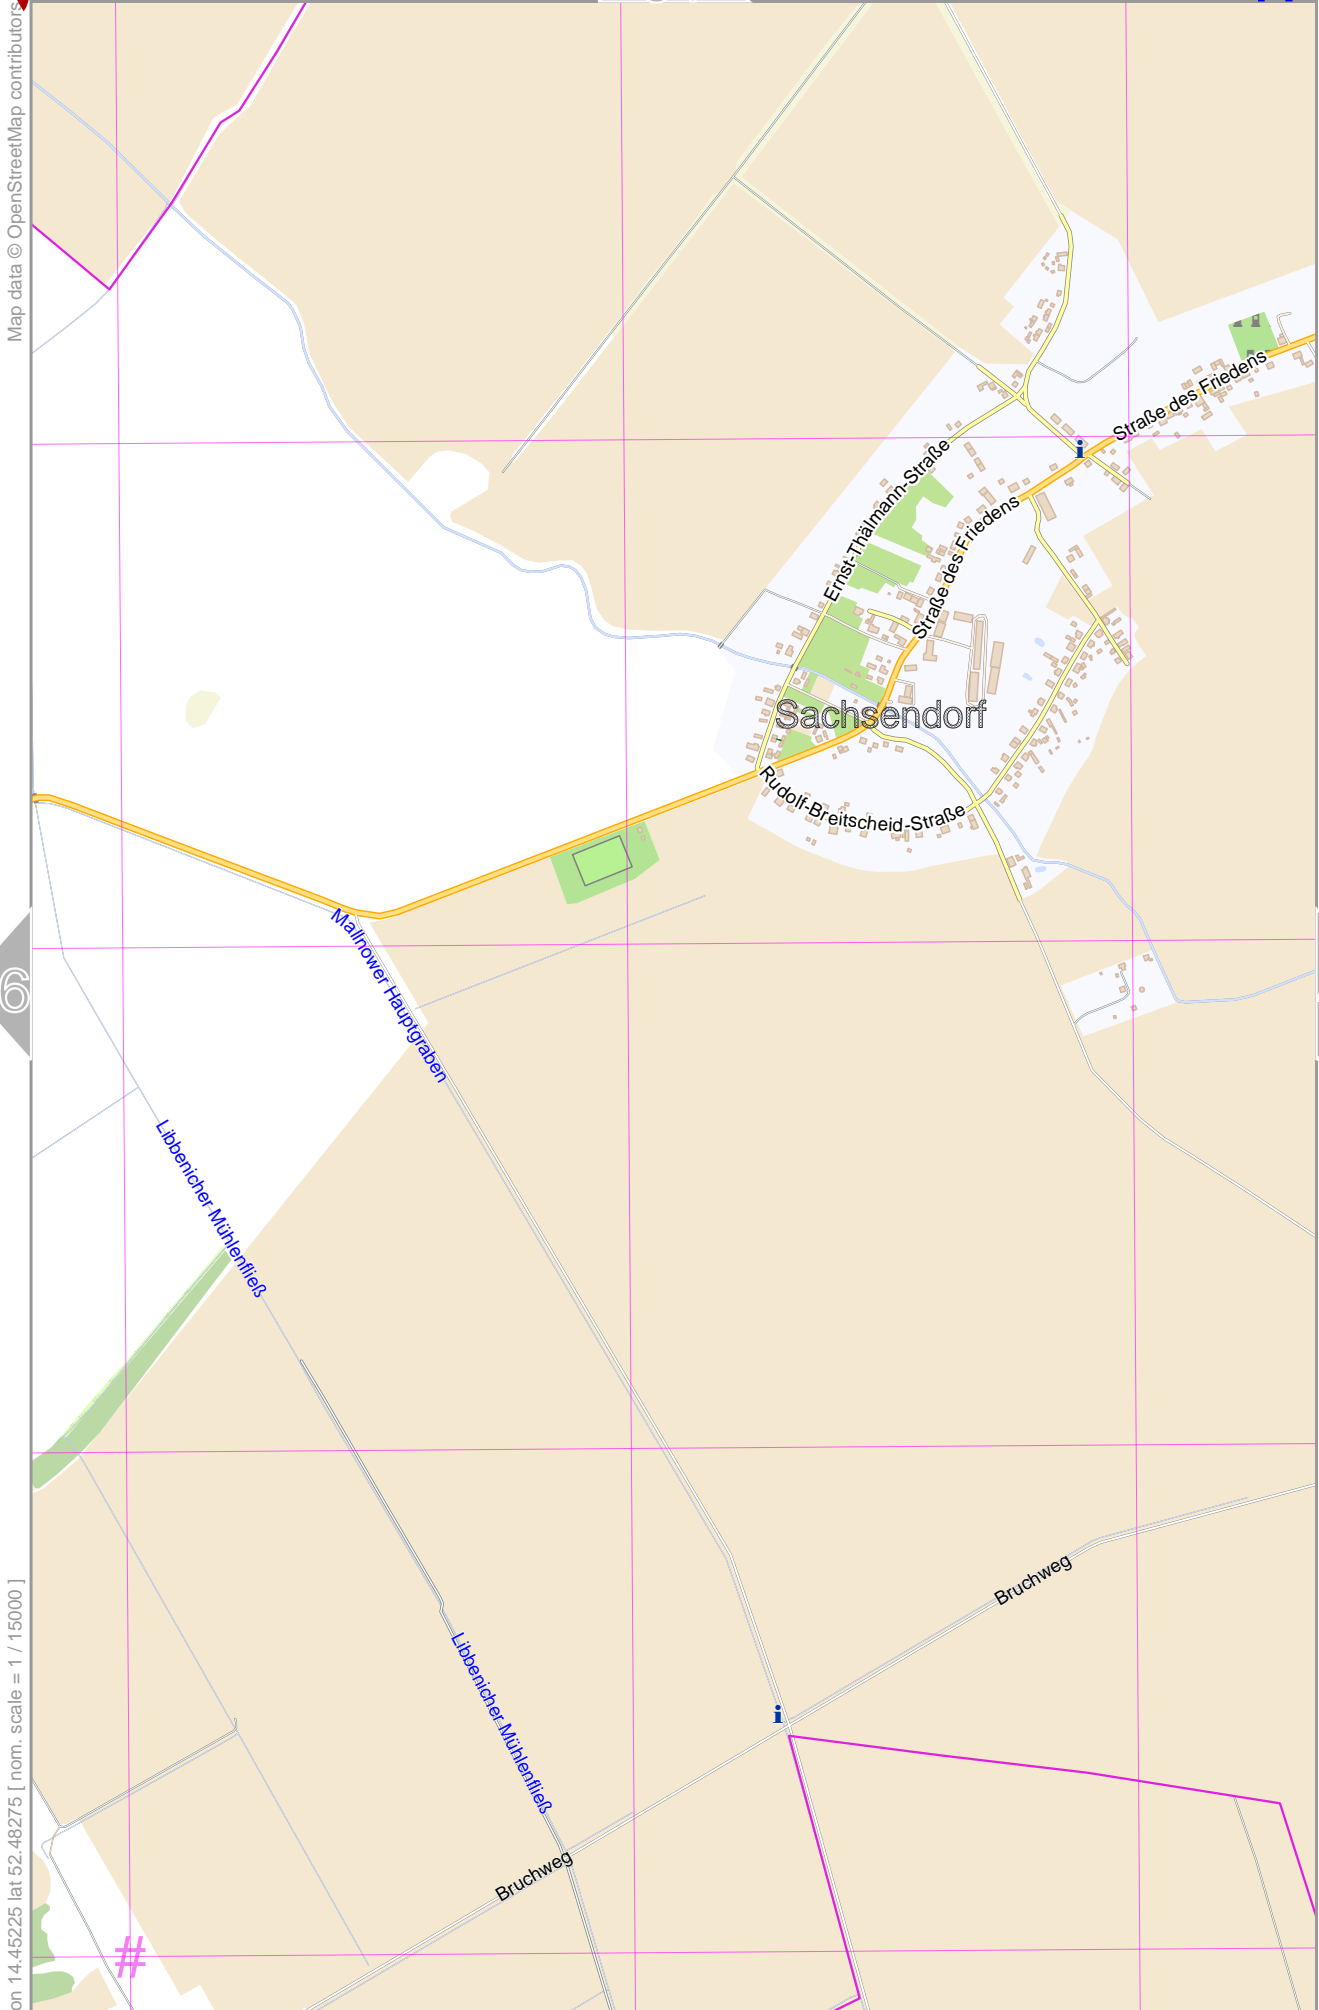 Map data © OpenStreetMap contributors
Straße des Friedens
Ernst-Thälmann-Straße
Straße des Friedens
Sachsendorf
Rudolf-Breitscheid-Straße
Mallnower Hauptgraben
6
Libbenicher Mühlenfließ
Bruchweg
Libbenicher Mühlenfließ
Bruchweg
on 14.45225 lat 52.48275 [ nom. scale = 1 / 15000 ]
#
i
i